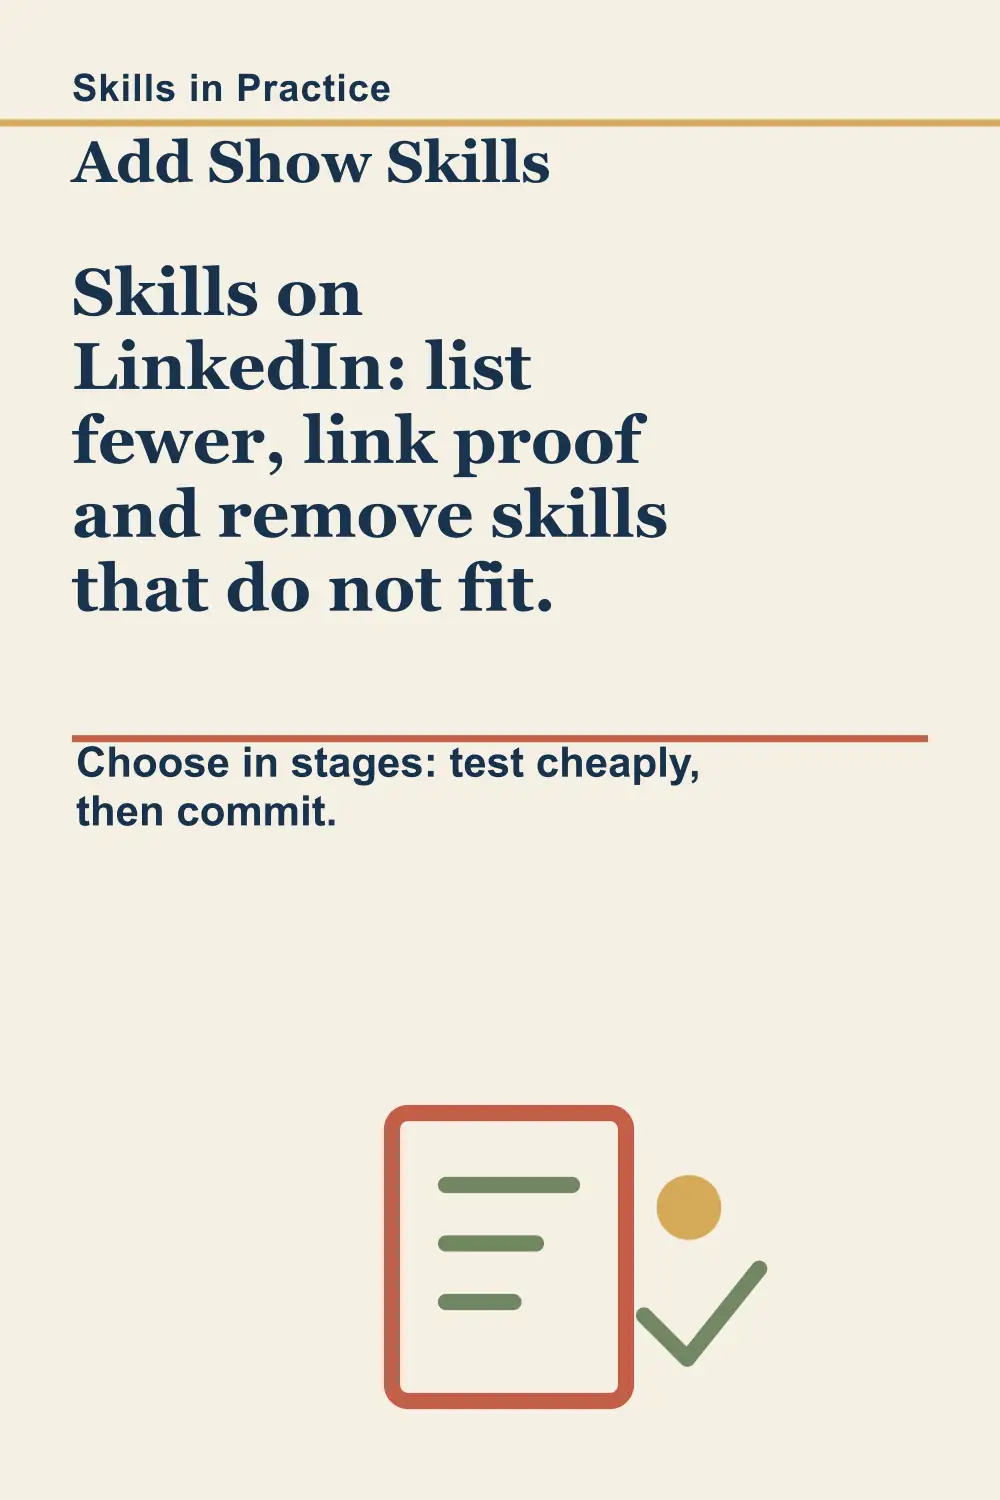 Skills in Practice
Add Show Skills
Skills on
LinkedIn: list
fewer, link proof
and remove skills
that do not fit.
Choose in stages: test cheaply,
then commit.